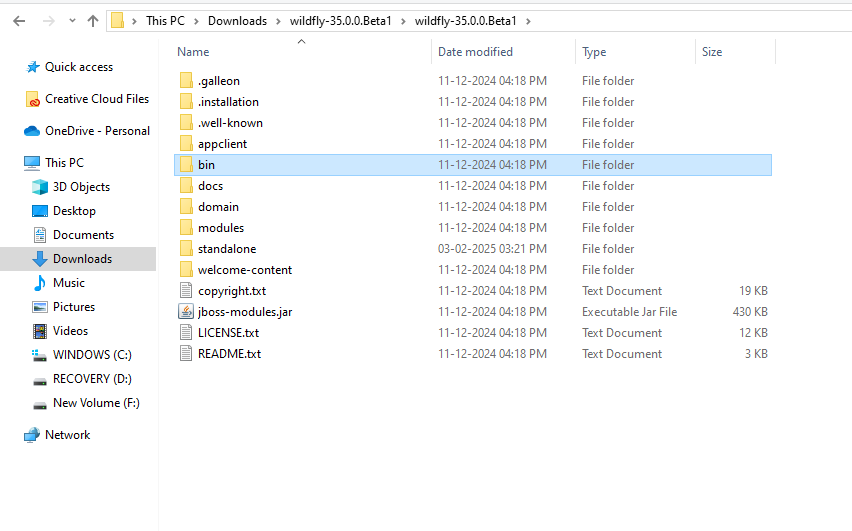 This PC > Downloads > wildfly-35.0.0.Beta1 > wildfly-35.0.0.Beta1 >
Name Date modified Type Size
Quick access
Creative Cloud Files
OneDrive - Personal
This PC
3D Objects
Desktop
Documents
Downloads
Music
Pictures
Videos
WINDOWS (C:)
RECOVERY (D:)
New Volume (F:)
Network
.galleon 11-12-2024 04:18 PM File folder
.installation 11-12-2024 04:18 PM File folder
.well-known 11-12-2024 04:18 PM File folder
appclient 11-12-2024 04:18 PM File folder
bin 11-12-2024 04:18 PM File folder
docs 11-12-2024 04:18 PM File folder
domain 11-12-2024 04:18 PM File folder
modules 11-12-2024 04:18 PM File folder
standalone 03-02-2025 03:21 PM File folder
welcome-content 11-12-2024 04:18 PM File folder
copyright.txt 11-12-2024 04:18 PM Text Document 19 KB
jboss-modules.jar 11-12-2024 04:18 PM Executable Jar File 430 KB
LICENSE.txt 11-12-2024 04:18 PM Text Document 12 KB
README.txt 11-12-2024 04:18 PM Text Document 3 KB